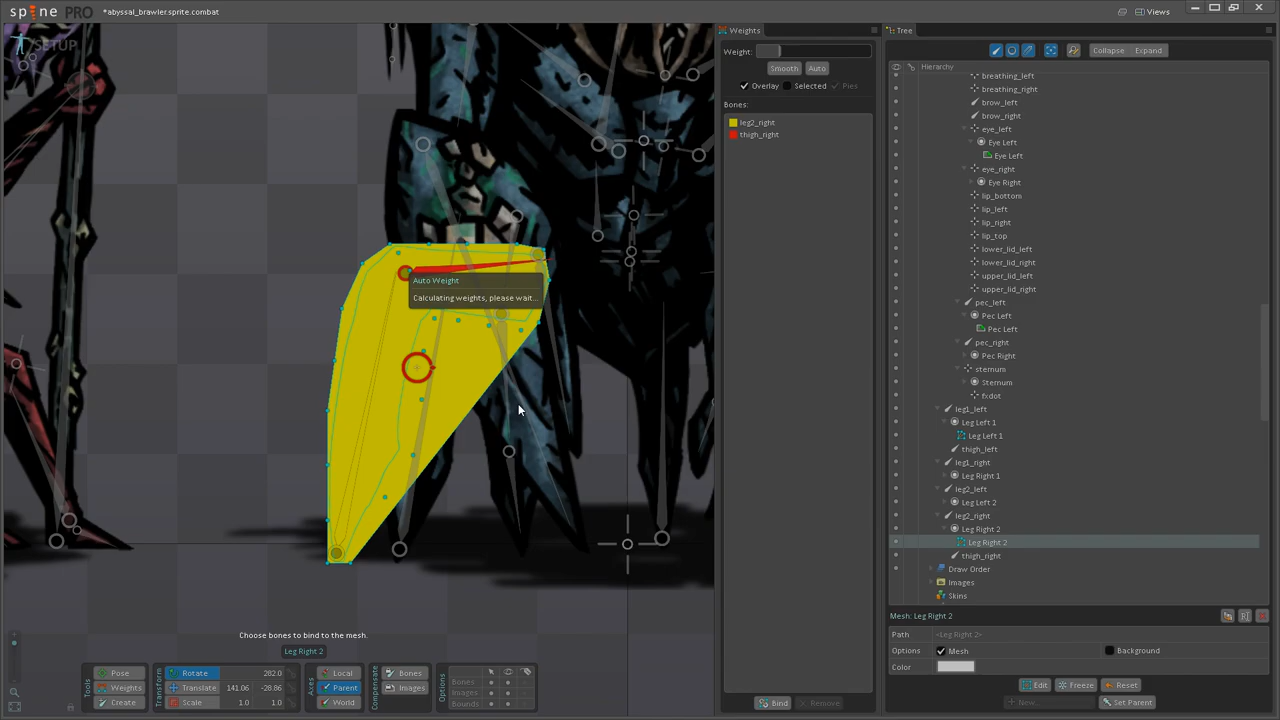 spine PRO
*abyssal_brawler.sprite.combat
Views
SETUP
Auto Weight
Calculating weights, please wait...
Choose bones to bind to the mesh.
Leg Right 2
Tools
Pose
Weights
Create
Transform
Rotate 282.0
Translate 141.06 -28.86
Scale 1.0 1.0
Axes
Local
Parent
World
Compensate
Bones
Images
Options
Bones
Images
Bounds
Weights
Weight:
Smooth Auto
Overlay Selected Pies
Bones:
leg2_right
thigh_right
Bind Remove
Tree
Collapse Expand
Hierarchy
breathing_left
breathing_right
brow_left
brow_right
eye_left
Eye Left
Eye Left
eye_right
Eye Right
lip_bottom
lip_left
lip_right
lip_top
lower_lid_left
lower_lid_right
upper_lid_left
upper_lid_right
pec_left
Pec Left
Pec Left
pec_right
Pec Right
sternum
Sternum
fxdot
leg1_left
Leg Left 1
Leg Left 1
thigh_left
leg1_right
Leg Right 1
leg2_left
Leg Left 2
leg2_right
Leg Right 2
Leg Right 2
thigh_right
Draw Order
Images
Skins
Mesh: Leg Right 2
Path <Leg Right 2>
Options Mesh Background
Color
Edit Freeze Reset
New... Set Parent